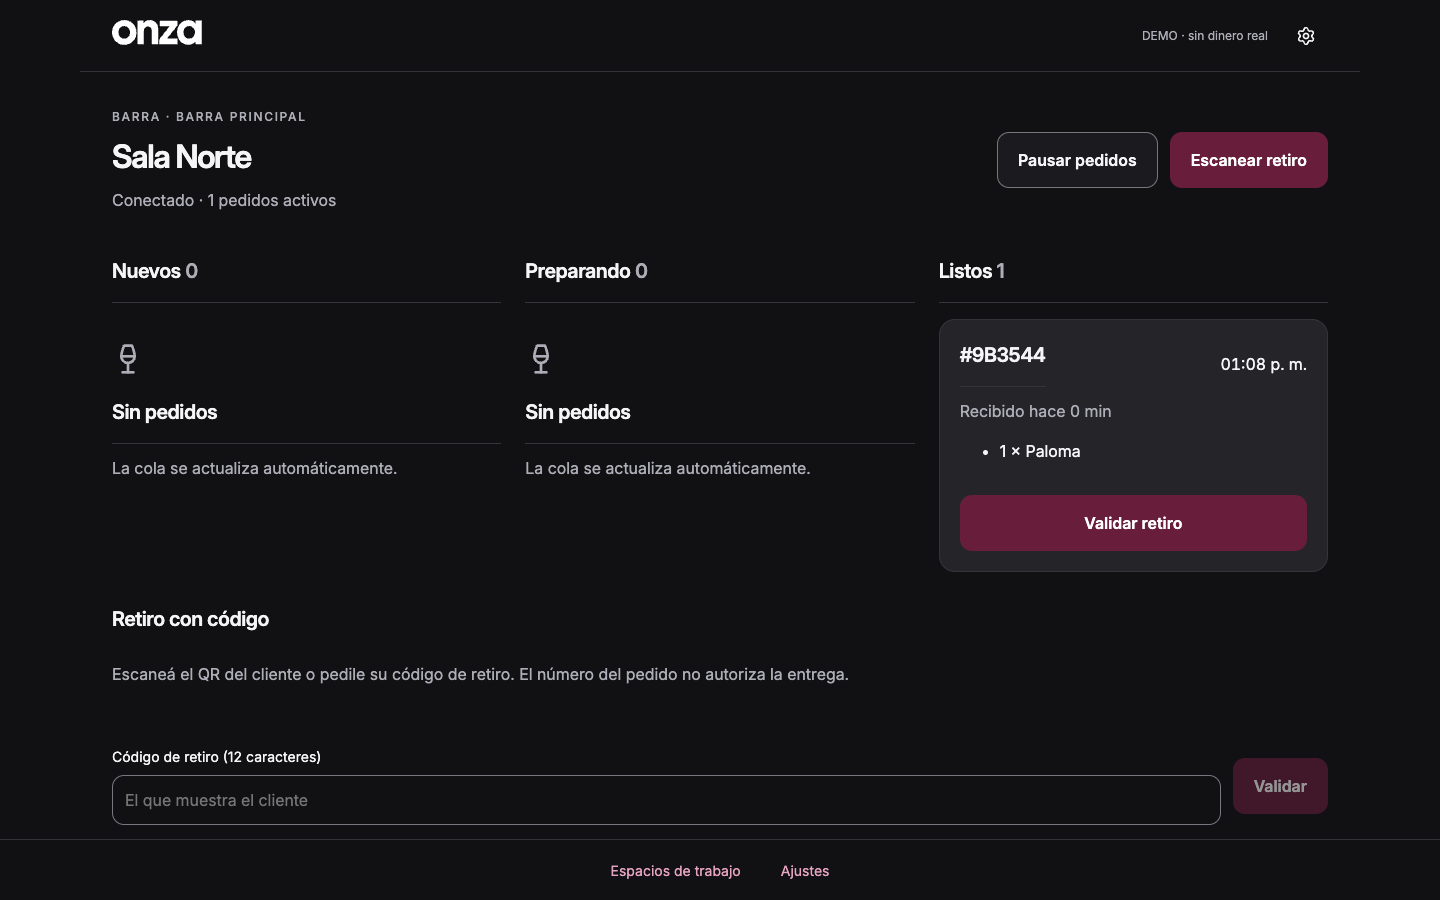 onza
DEMO · sin dinero real
BARRA · BARRA PRINCIPAL
Sala Norte
Conectado · 1 pedidos activos
Pausar pedidos
Escanear retiro
Nuevos 0
Sin pedidos
La cola se actualiza automáticamente.
Preparando 0
Sin pedidos
La cola se actualiza automáticamente.
Listos 1
#9B3544
01:08 p. m.
Recibido hace 0 min
• 1 × Paloma
Validar retiro
Retiro con código
Escaneá el QR del cliente o pedile su código de retiro. El número del pedido no autoriza la entrega.
Código de retiro (12 caracteres)
El que muestra el cliente
Validar
Espacios de trabajo
Ajustes